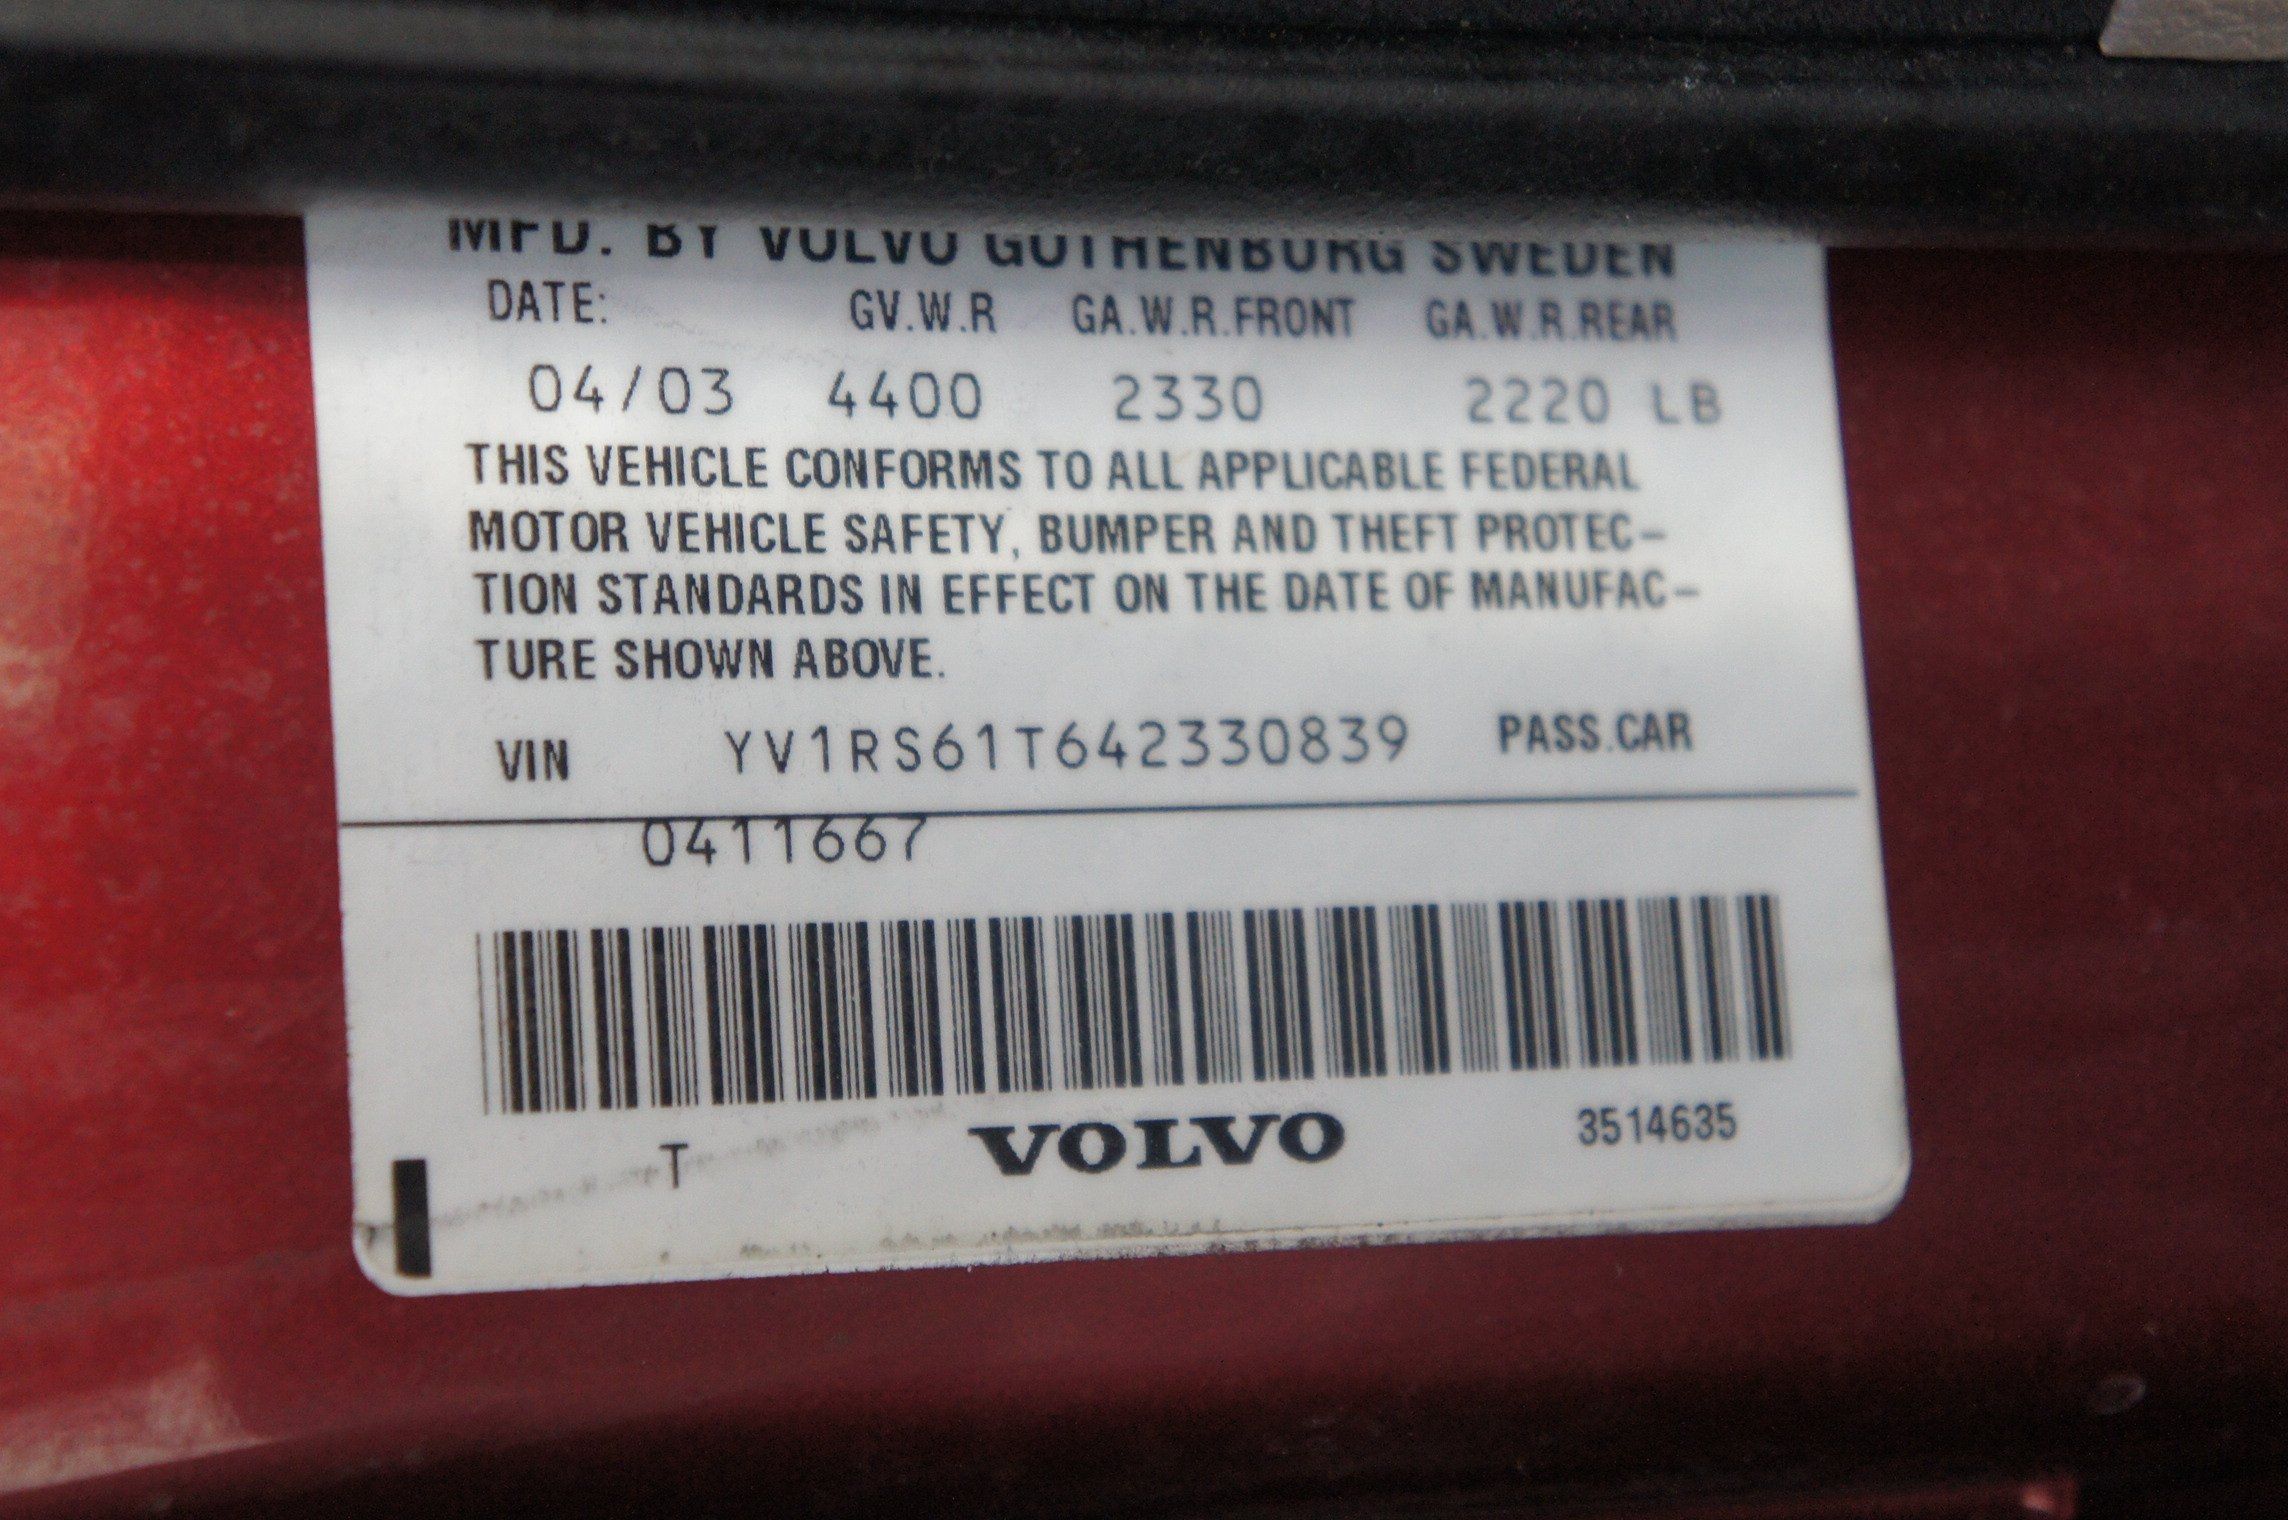 MFD. BY VOLVO GOTHENBURG SWEDEN
DATE: GV.W.R GA.W.R.FRONT GA.W.R.REAR
04/03 4400 2330 2220 LB
THIS VEHICLE CONFORMS TO ALL APPLICABLE FEDERAL
MOTOR VEHICLE SAFETY, BUMPER AND THEFT PROTEC-
TION STANDARDS IN EFFECT ON THE DATE OF MANUFAC-
TURE SHOWN ABOVE.
VIN YV1RS61T642330839 PASS.CAR
0411667
T VOLVO 3514635